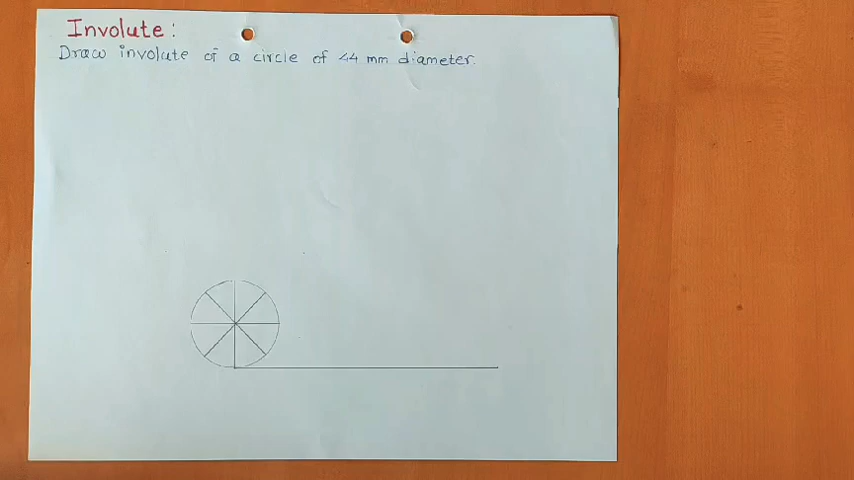 Involute:
Draw involute of a circle of 44 mm diameter.